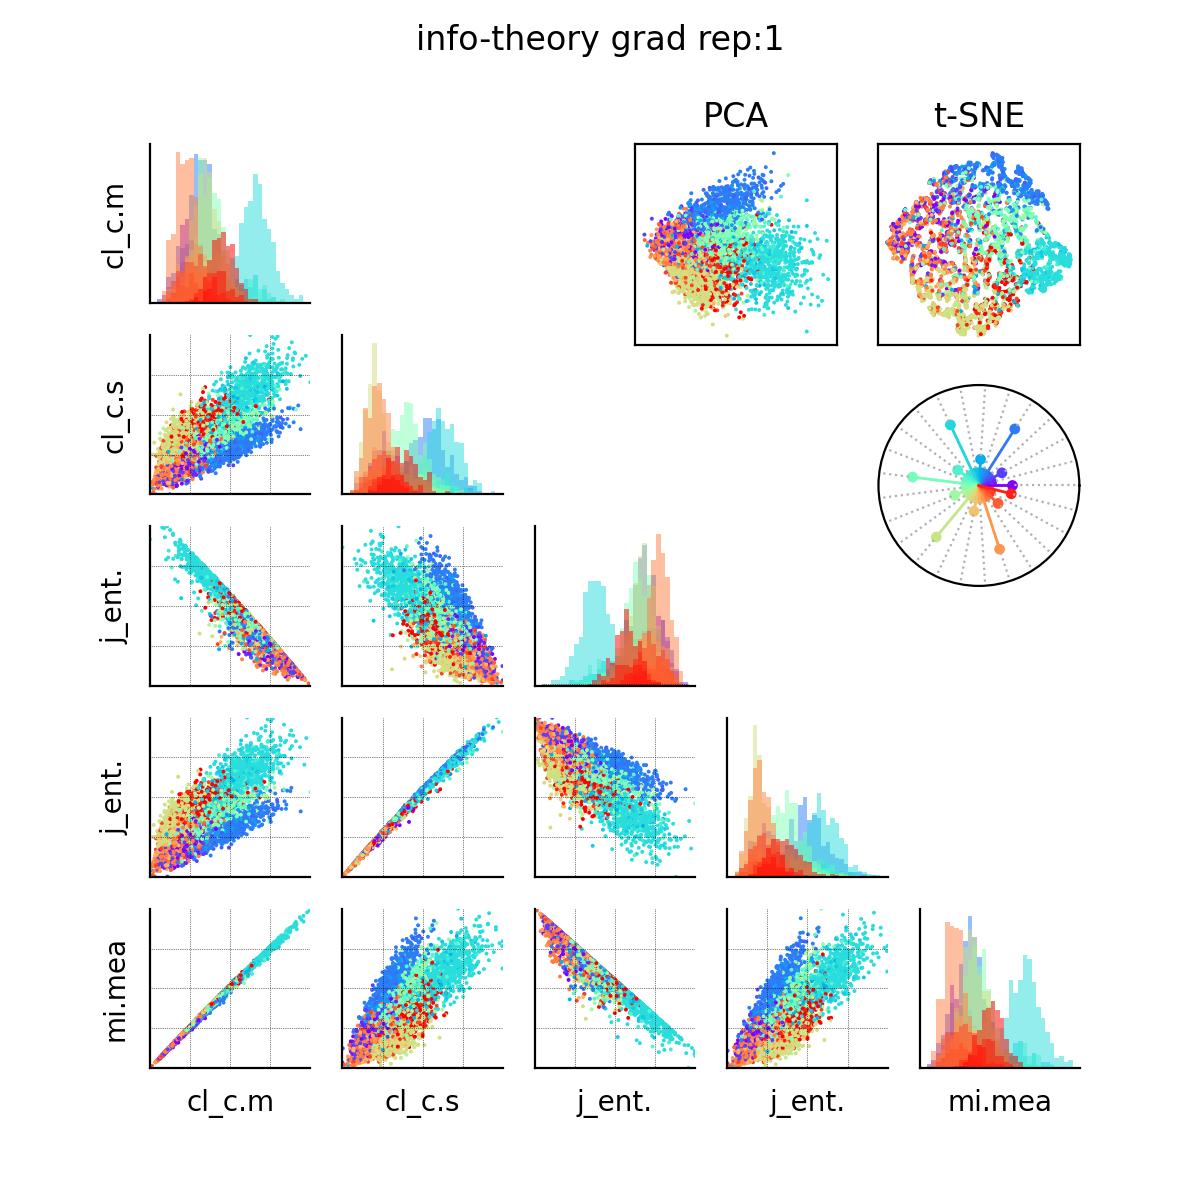 info-theory grad rep:1
PCA
t-SNE
cl_c.m
cl_c.s
j_ent.
j_ent.
mi.mea
cl_c.m
cl_c.s
j_ent.
j_ent.
mi.mea